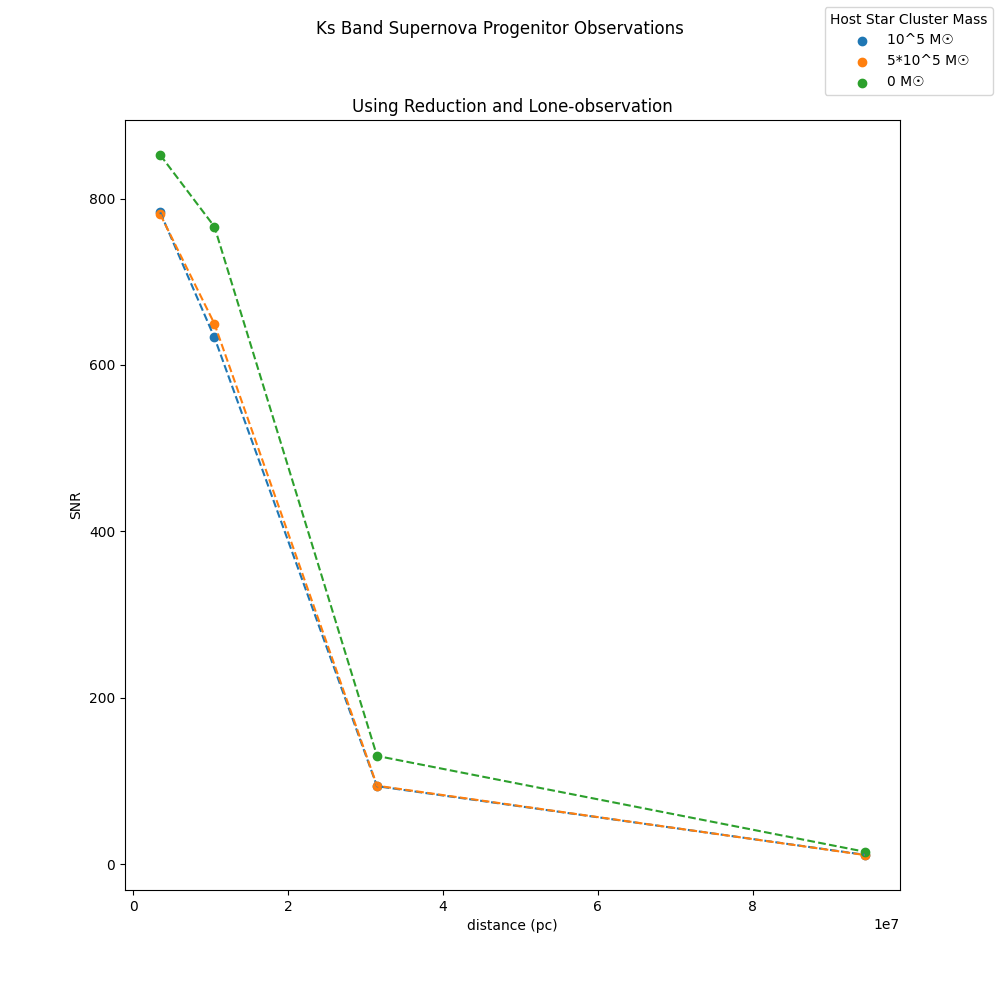 Ks Band Supernova Progenitor Observations
Host Star Cluster Mass
10^5 M☉
5*10^5 M☉
0 M☉
Using Reduction and Lone-observation
SNR
800
600
400
200
0
0 2 4 6 8
1e7
distance (pc)